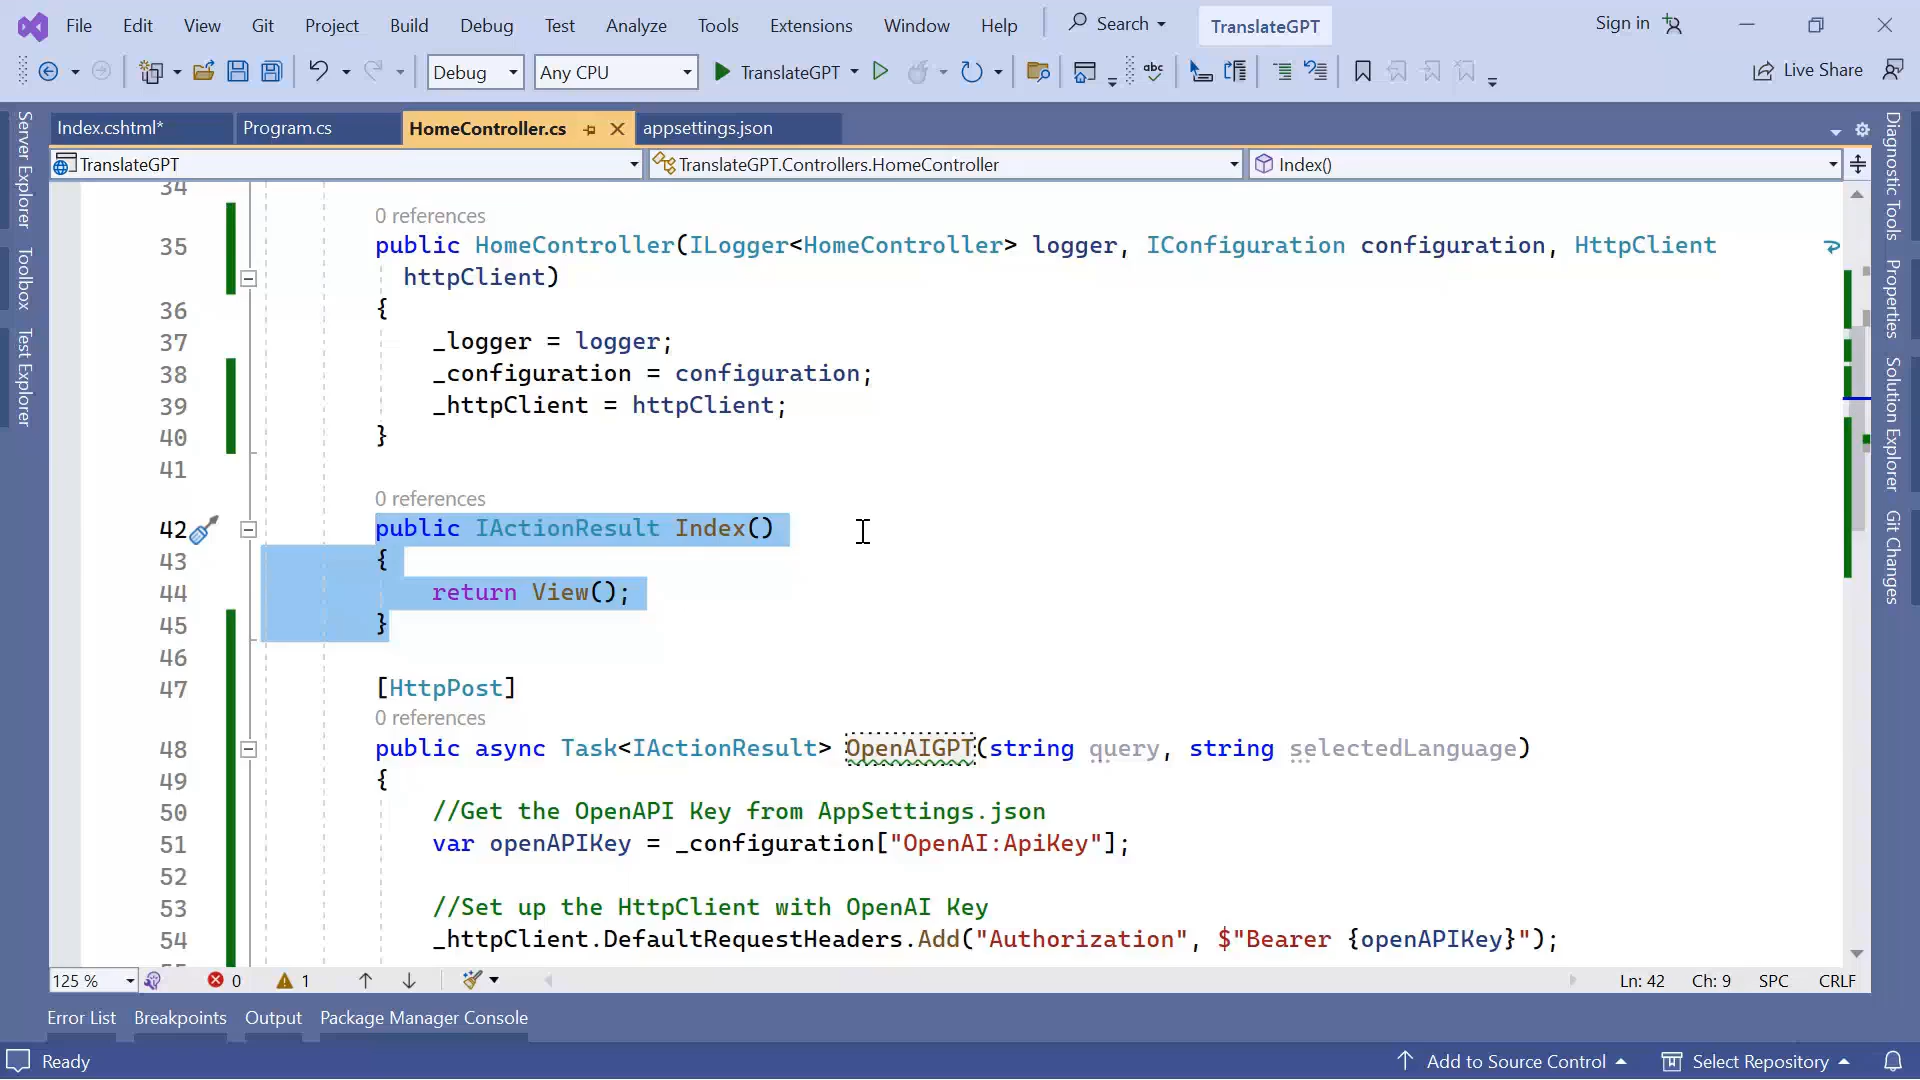 File Edit View Git Project Build Debug Test Analyze Tools Extensions Window Help Search TranslateGPT Sign in
Debug Any CPU TranslateGPT abc Live Share
Index.cshtml* Program.cs HomeController.cs appsettings.json
TranslateGPT TranslateGPT.Controllers.HomeController Index()
Server Explorer
Toolbox
Test Explorer
34
0 references
35 public HomeController(ILogger<HomeController> logger, IConfiguration configuration, HttpClient
httpClient)
36 {
37 _logger = logger;
38 _configuration = configuration;
39 _httpClient = httpClient;
40 }
41
0 references
42 public IActionResult Index()
43 {
44 return View();
45 }
46
47 [HttpPost]
0 references
48 public async Task<IActionResult> OpenAIGPT(string query, string selectedLanguage)
49 {
50 //Get the OpenAPI Key from AppSettings.json
51 var openAPIKey = _configuration["OpenAI:ApiKey"];
52
53 //Set up the HttpClient with OpenAI Key
54 _httpClient.DefaultRequestHeaders.Add("Authorization", $"Bearer {openAPIKey}");
Diagnostic Tools
Properties
Solution Explorer
Git Changes
125 % 0 1 Ln: 42 Ch: 9 SPC CRLF
Error List Breakpoints Output Package Manager Console
Ready Add to Source Control Select Repository